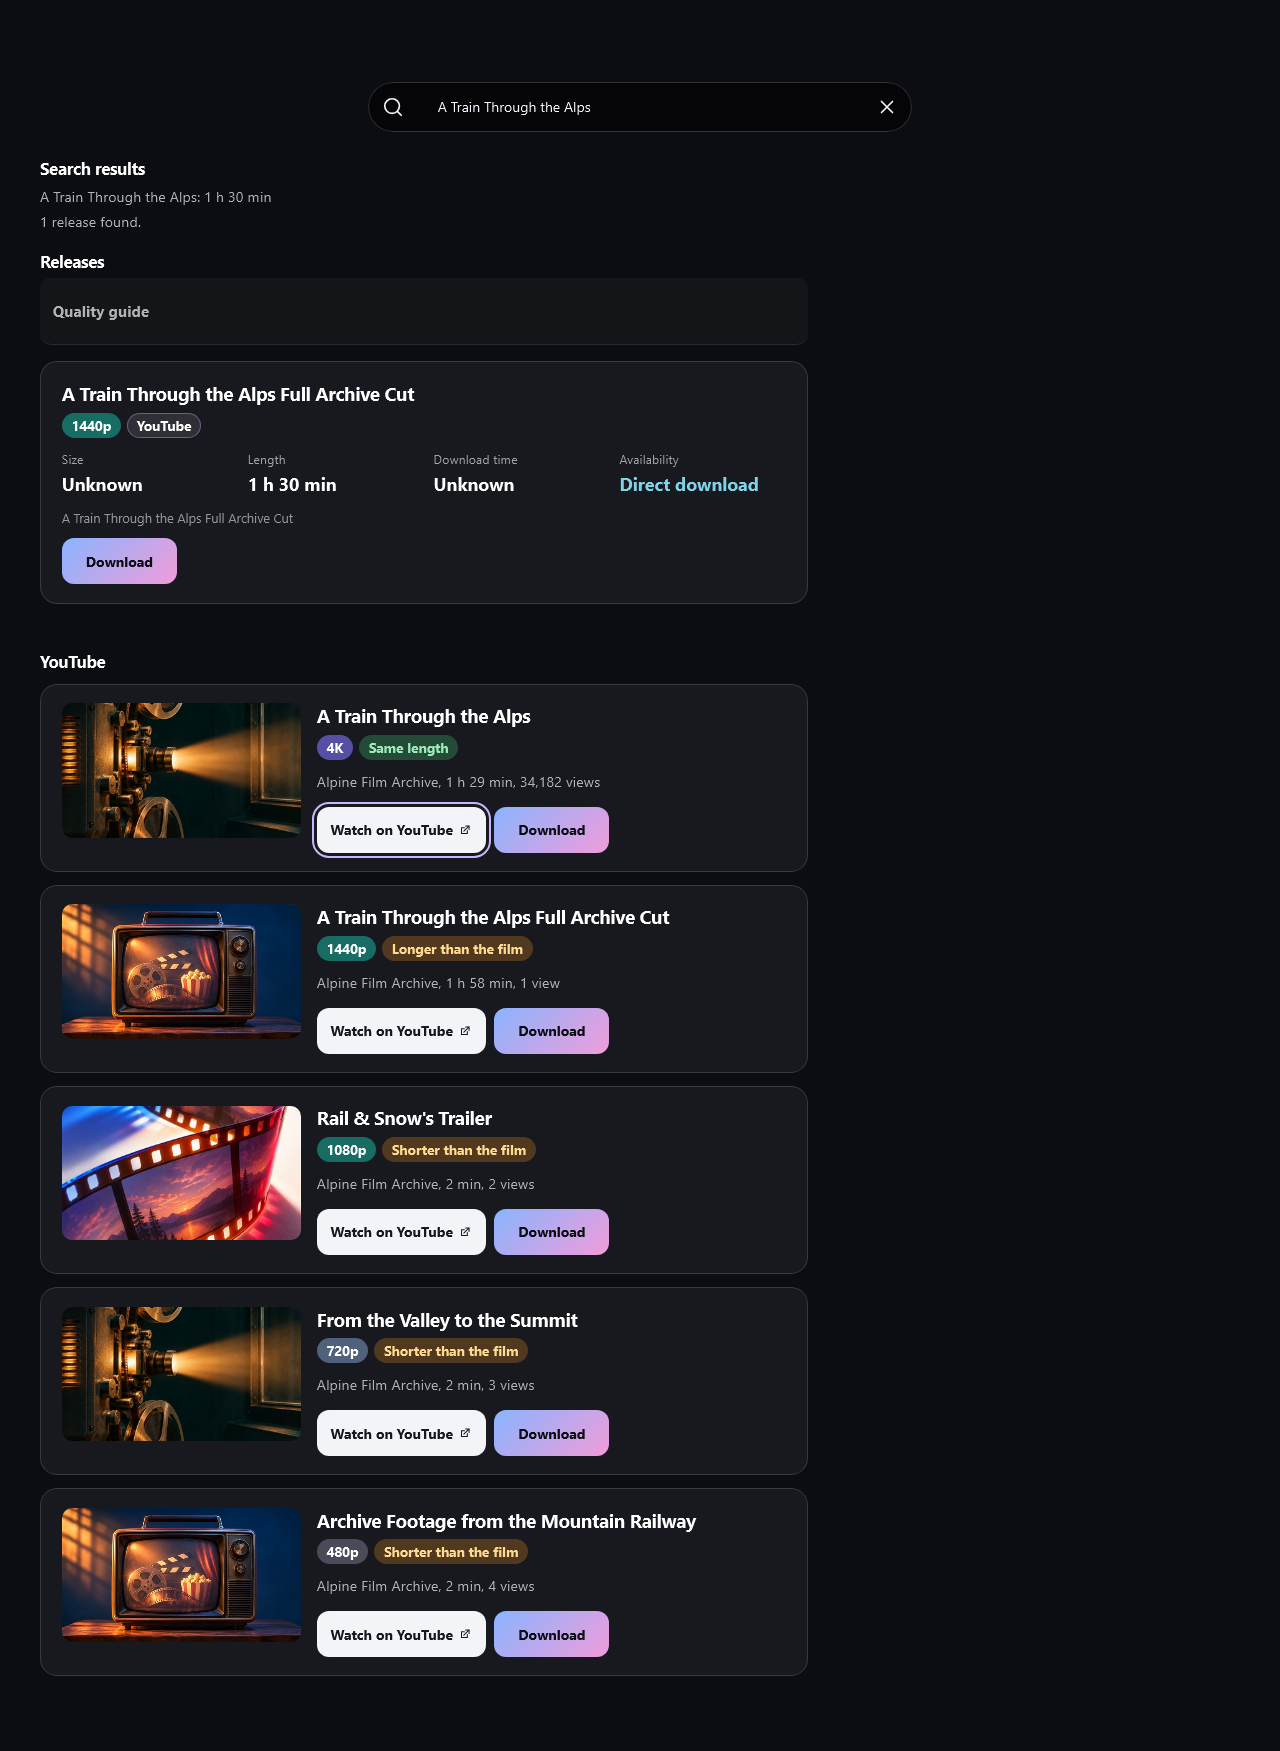 A Train Through the Alps
Search results
A Train Through the Alps: 1 h 30 min
1 release found.
Releases
Quality guide
A Train Through the Alps Full Archive Cut
1440p YouTube
Size Length Download time Availability
Unknown 1 h 30 min Unknown Direct download
A Train Through the Alps Full Archive Cut
Download
YouTube
A Train Through the Alps
4K Same length
Alpine Film Archive, 1 h 29 min, 34,182 views
Watch on YouTube Download
A Train Through the Alps Full Archive Cut
1440p Longer than the film
Alpine Film Archive, 1 h 58 min, 1 view
Watch on YouTube Download
Rail & Snow's Trailer
1080p Shorter than the film
Alpine Film Archive, 2 min, 2 views
Watch on YouTube Download
From the Valley to the Summit
720p Shorter than the film
Alpine Film Archive, 2 min, 3 views
Watch on YouTube Download
Archive Footage from the Mountain Railway
480p Shorter than the film
Alpine Film Archive, 2 min, 4 views
Watch on YouTube Download